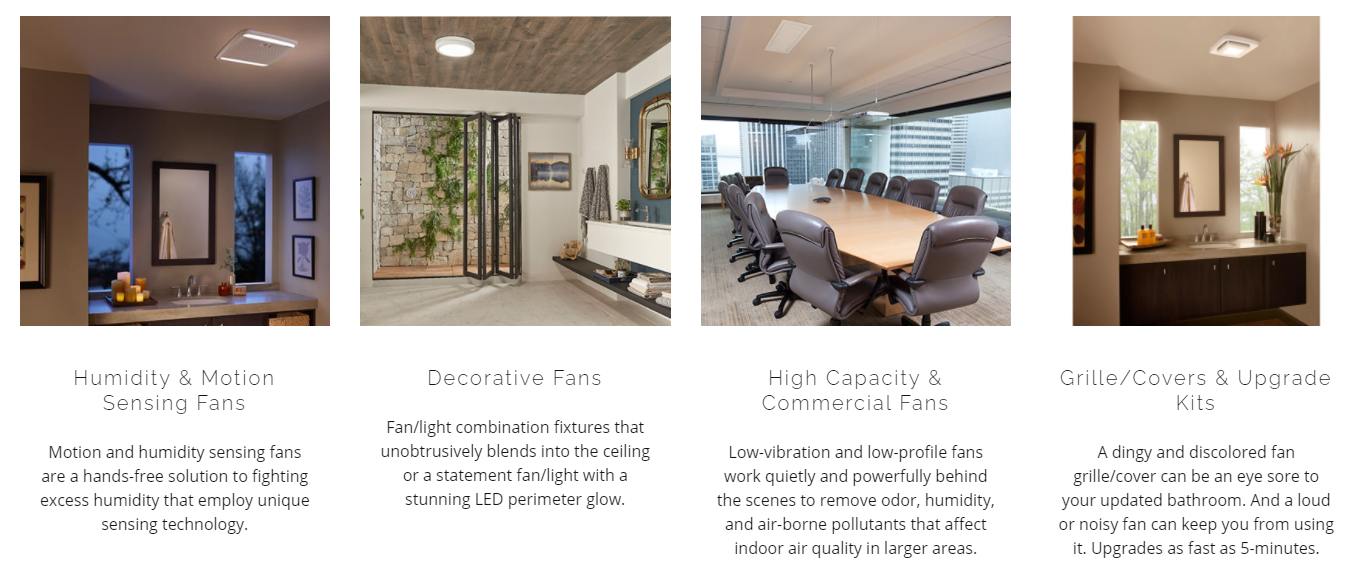 Humidity & Motion
Sensing Fans
Motion and humidity sensing fans
are a hands-free solution to fighting
excess humidity that employ unique
sensing technology.
Decorative Fans
Fan/light combination fixtures that
unobtrusively blends into the ceiling
or a statement fan/light with a
stunning LED perimeter glow.
High Capacity &
Commercial Fans
Low-vibration and low-profile fans
work quietly and powerfully behind
the scenes to remove odor, humidity,
and air-borne pollutants that affect
indoor air quality in larger areas.
Grille/Covers & Upgrade
Kits
A dingy and discolored fan
grille/cover can be an eye sore to
your updated bathroom. And a loud
or noisy fan can keep you from using
it. Upgrades as fast as 5-minutes.